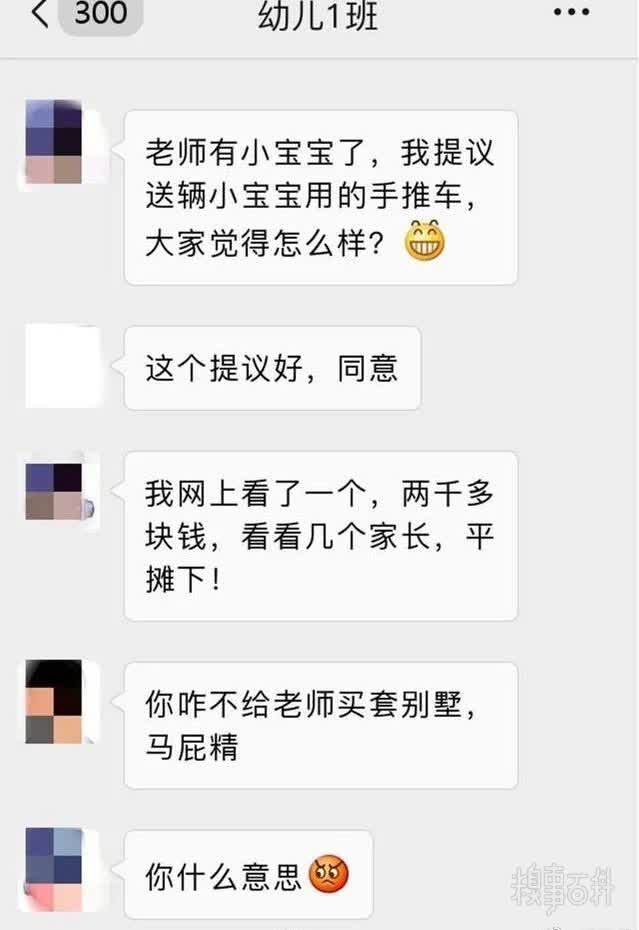 300
幼儿1班
老师有小宝宝了，我提议
送辆小宝宝用的手推车，
大家觉得怎么样？
这个提议好，同意
我网上看了一个，两千多
块钱，看看几个家长，平
摊下！
你咋不给老师买套别墅，
马屁精
你什么意思
糗事百科